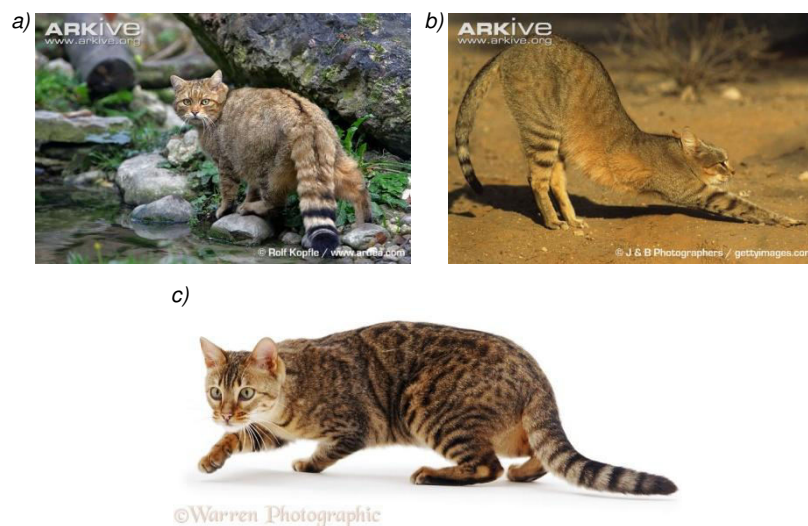 a)
ARKive
www.arkive.org
© Rolf Kopfle / www.ardea.com
b)
ARKive
www.arkive.org
© J & B Photographers / gettyimages.com
c)
©Warren Photographic